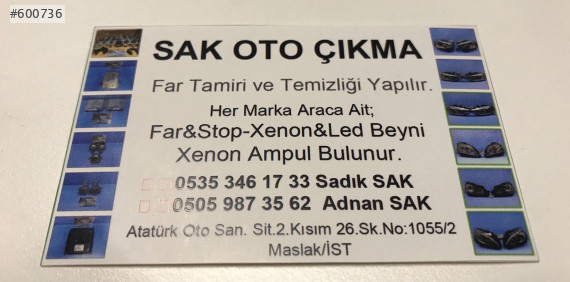 #600736
SAK OTO ÇIKMA
Far Tamiri ve Temizliği Yapılır.
Her Marka Araca Ait;
Far&Stop-Xenon&Led Beyni
Xenon Ampul Bulunur.
0535 346 17 33 Sadık SAK
0505 987 35 62 Adnan SAK
Atatürk Oto San. Sit.2.Kısım 26.Sk.No:1055/2
Maslak/İST